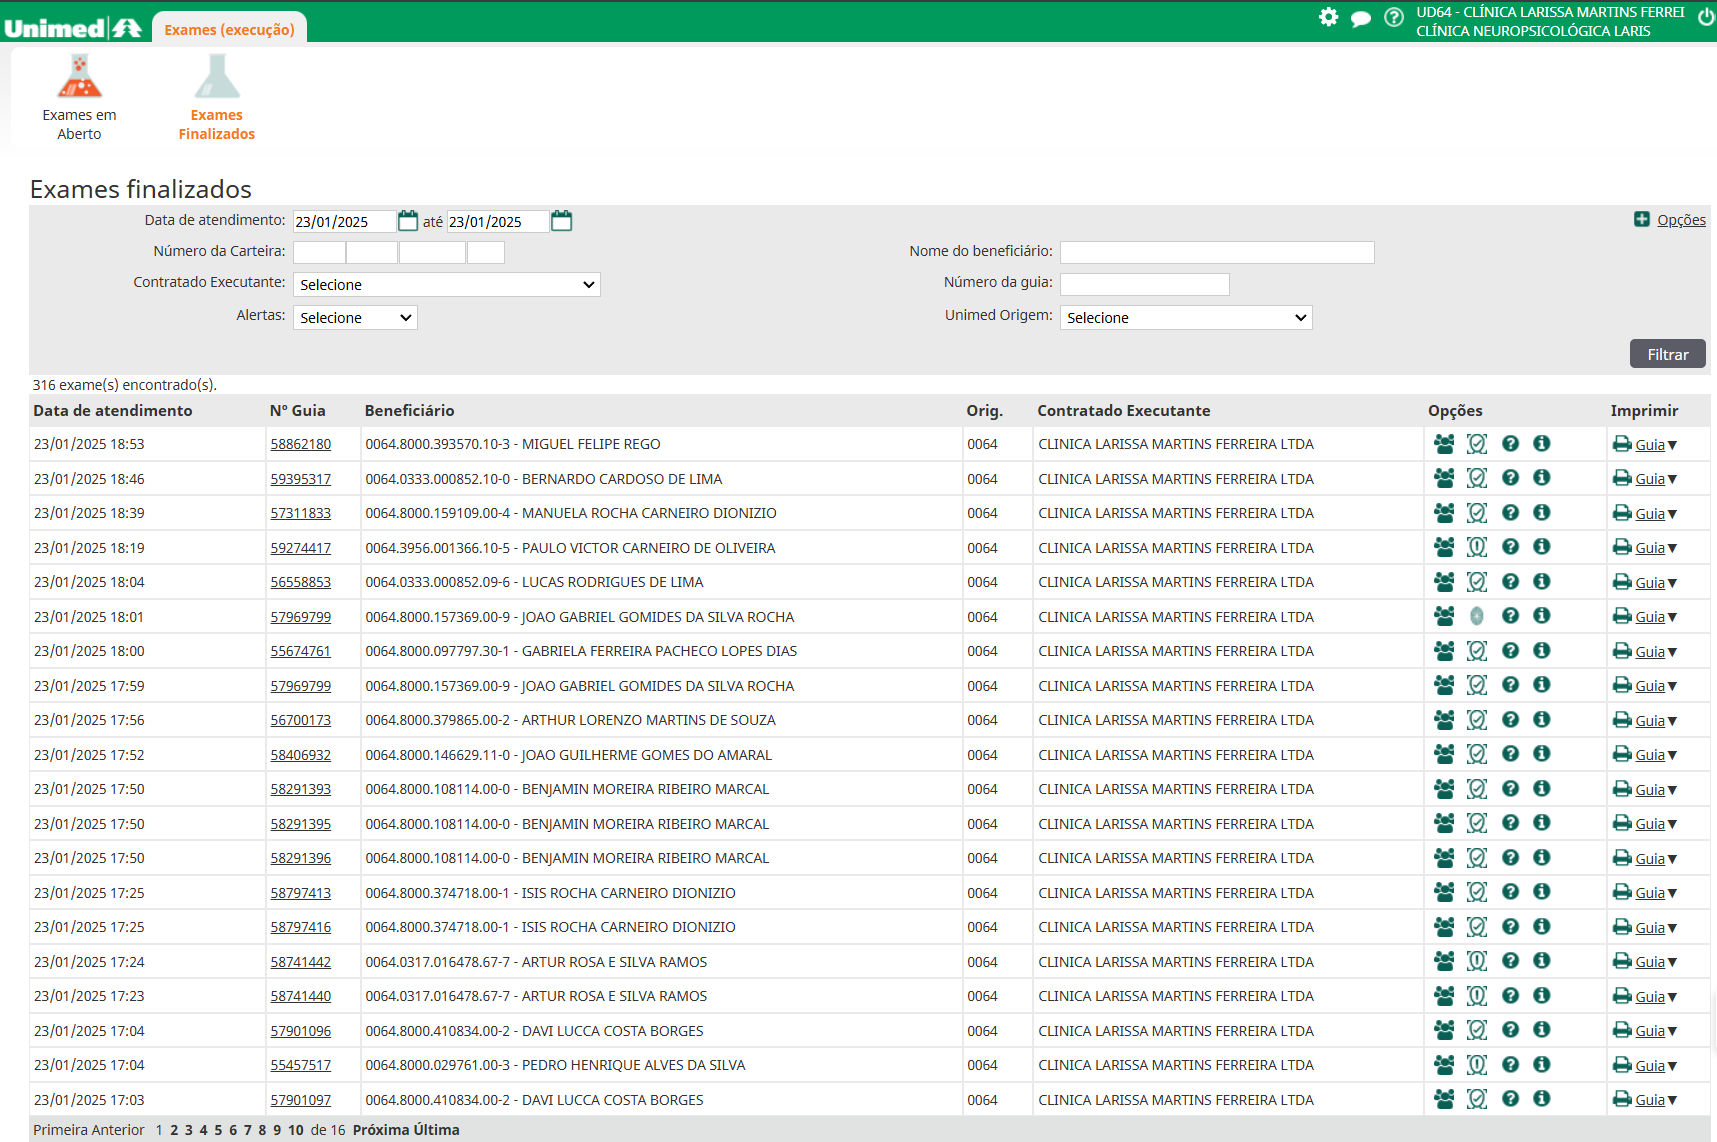 Unimed
Exames (execução)
UD64 - CLÍNICA LARISSA MARTINS FERREI
CLÍNICA NEUROPSICOLÓGICA LARIS
Exames em
Aberto
Exames
Finalizados
Exames finalizados
Data de atendimento: 23/01/2025 até 23/01/2025
Opções
Número da Carteira:
Nome do beneficiário:
Contratado Executante: Selecione
Número da guia:
Alertas: Selecione
Unimed Origem: Selecione
Filtrar
316 exame(s) encontrado(s).
Data de atendimento Nº Guia Beneficiário Orig. Contratado Executante Opções Imprimir
23/01/2025 18:53 58862180 0064.8000.393570.10-3 - MIGUEL FELIPE REGO 0064 CLINICA LARISSA MARTINS FERREIRA LTDA Guia▼
23/01/2025 18:46 59395317 0064.0333.000852.10-0 - BERNARDO CARDOSO DE LIMA 0064 CLINICA LARISSA MARTINS FERREIRA LTDA Guia▼
23/01/2025 18:39 57311833 0064.8000.159109.00-4 - MANUELA ROCHA CARNEIRO DIONIZIO 0064 CLINICA LARISSA MARTINS FERREIRA LTDA Guia▼
23/01/2025 18:19 59274417 0064.3956.001366.10-5 - PAULO VICTOR CARNEIRO DE OLIVEIRA 0064 CLINICA LARISSA MARTINS FERREIRA LTDA Guia▼
23/01/2025 18:04 56558853 0064.0333.000852.09-6 - LUCAS RODRIGUES DE LIMA 0064 CLINICA LARISSA MARTINS FERREIRA LTDA Guia▼
23/01/2025 18:01 57969799 0064.8000.157369.00-9 - JOAO GABRIEL GOMIDES DA SILVA ROCHA 0064 CLINICA LARISSA MARTINS FERREIRA LTDA Guia▼
23/01/2025 18:00 55674761 0064.8000.097797.30-1 - GABRIELA FERREIRA PACHECO LOPES DIAS 0064 CLINICA LARISSA MARTINS FERREIRA LTDA Guia▼
23/01/2025 17:59 57969799 0064.8000.157369.00-9 - JOAO GABRIEL GOMIDES DA SILVA ROCHA 0064 CLINICA LARISSA MARTINS FERREIRA LTDA Guia▼
23/01/2025 17:56 56700173 0064.8000.379865.00-2 - ARTHUR LORENZO MARTINS DE SOUZA 0064 CLINICA LARISSA MARTINS FERREIRA LTDA Guia▼
23/01/2025 17:52 58406932 0064.8000.146629.11-0 - JOAO GUILHERME GOMES DO AMARAL 0064 CLINICA LARISSA MARTINS FERREIRA LTDA Guia▼
23/01/2025 17:50 58291393 0064.8000.108114.00-0 - BENJAMIN MOREIRA RIBEIRO MARCAL 0064 CLINICA LARISSA MARTINS FERREIRA LTDA Guia▼
23/01/2025 17:50 58291395 0064.8000.108114.00-0 - BENJAMIN MOREIRA RIBEIRO MARCAL 0064 CLINICA LARISSA MARTINS FERREIRA LTDA Guia▼
23/01/2025 17:50 58291396 0064.8000.108114.00-0 - BENJAMIN MOREIRA RIBEIRO MARCAL 0064 CLINICA LARISSA MARTINS FERREIRA LTDA Guia▼
23/01/2025 17:25 58797413 0064.8000.374718.00-1 - ISIS ROCHA CARNEIRO DIONIZIO 0064 CLINICA LARISSA MARTINS FERREIRA LTDA Guia▼
23/01/2025 17:25 58797416 0064.8000.374718.00-1 - ISIS ROCHA CARNEIRO DIONIZIO 0064 CLINICA LARISSA MARTINS FERREIRA LTDA Guia▼
23/01/2025 17:24 58741442 0064.0317.016478.67-7 - ARTUR ROSA E SILVA RAMOS 0064 CLINICA LARISSA MARTINS FERREIRA LTDA Guia▼
23/01/2025 17:23 58741440 0064.0317.016478.67-7 - ARTUR ROSA E SILVA RAMOS 0064 CLINICA LARISSA MARTINS FERREIRA LTDA Guia▼
23/01/2025 17:04 57901096 0064.8000.410834.00-2 - DAVI LUCCA COSTA BORGES 0064 CLINICA LARISSA MARTINS FERREIRA LTDA Guia▼
23/01/2025 17:04 55457517 0064.8000.029761.00-3 - PEDRO HENRIQUE ALVES DA SILVA 0064 CLINICA LARISSA MARTINS FERREIRA LTDA Guia▼
23/01/2025 17:03 57901097 0064.8000.410834.00-2 - DAVI LUCCA COSTA BORGES 0064 CLINICA LARISSA MARTINS FERREIRA LTDA Guia▼
Primeira Anterior 1 2 3 4 5 6 7 8 9 10 de 16 Próxima Última